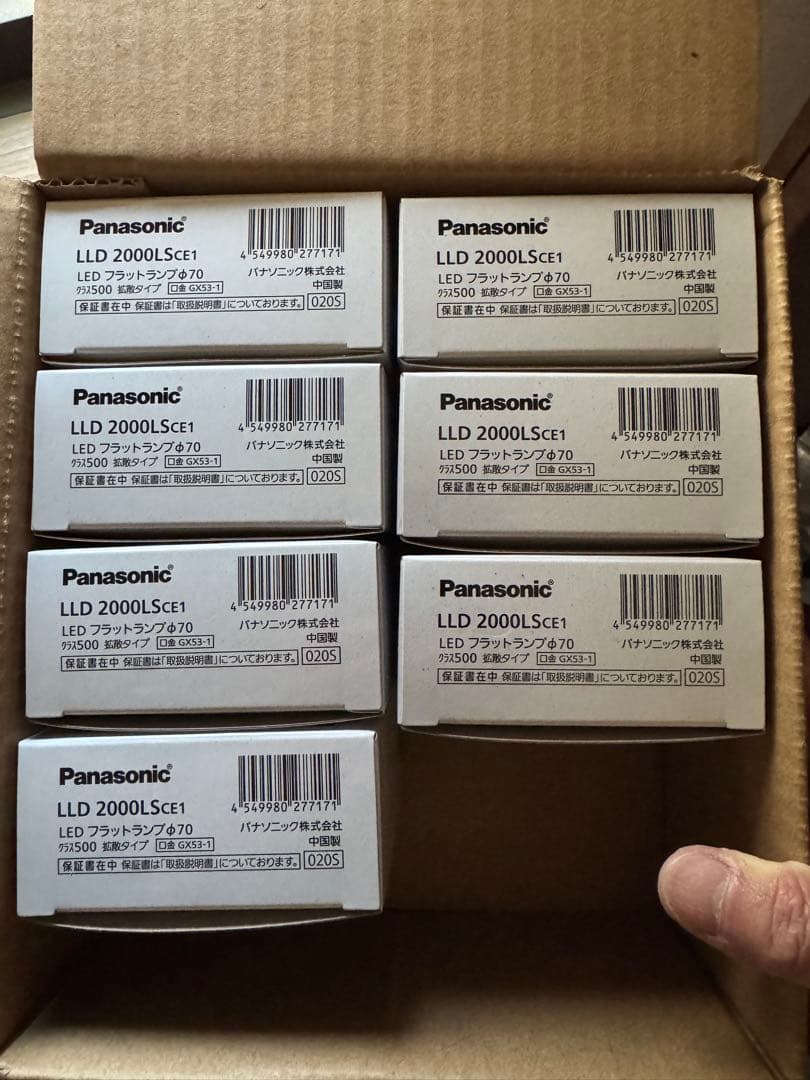 Panasonic®
LLD 2000LSCE1
LED フラットランプφ70
クラス500 拡散タイプ 口金 GX53-1
保証書在中 保証書は「取扱説明書」についております。 020S
4 549980 277171
パナソニック株式会社
中国製
Panasonic®
LLD 2000LSCE1
LED フラットランプφ70
クラス500 拡散タイプ 口金 GX53-1
保証書在中 保証書は「取扱説明書」についております。 020S
4 549980 277171
パナソニック株式会社
中国製
Panasonic®
LLD 2000LSCE1
LED フラットランプφ70
クラス500 拡散タイプ 口金 GX53-1
保証書在中 保証書は「取扱説明書」についております。 020S
4 549980 277171
パナソニック株式会社
中国製
Panasonic®
LLD 2000LSCE1
LED フラットランプφ70
クラス500 拡散タイプ 口金 GX53-1
保証書在中 保証書は「取扱説明書」についております。 020S
4 549980 277171
パナソニック株式会社
中国製
Panasonic®
LLD 2000LSCE1
LED フラットランプφ70
クラス500 拡散タイプ 口金 GX53-1
保証書在中 保証書は「取扱説明書」についております。 020S
4 549980 277171
パナソニック株式会社
中国製
Panasonic®
LLD 2000LSCE1
LED フラットランプφ70
クラス500 拡散タイプ 口金 GX53-1
保証書在中 保証書は「取扱説明書」についております。 020S
4 549980 277171
パナソニック株式会社
中国製
Panasonic®
LLD 2000LSCE1
LED フラットランプφ70
クラス500 拡散タイプ 口金 GX53-1
保証書在中 保証書は「取扱説明書」についております。 020S
4 549980 277171
パナソニック株式会社
中国製